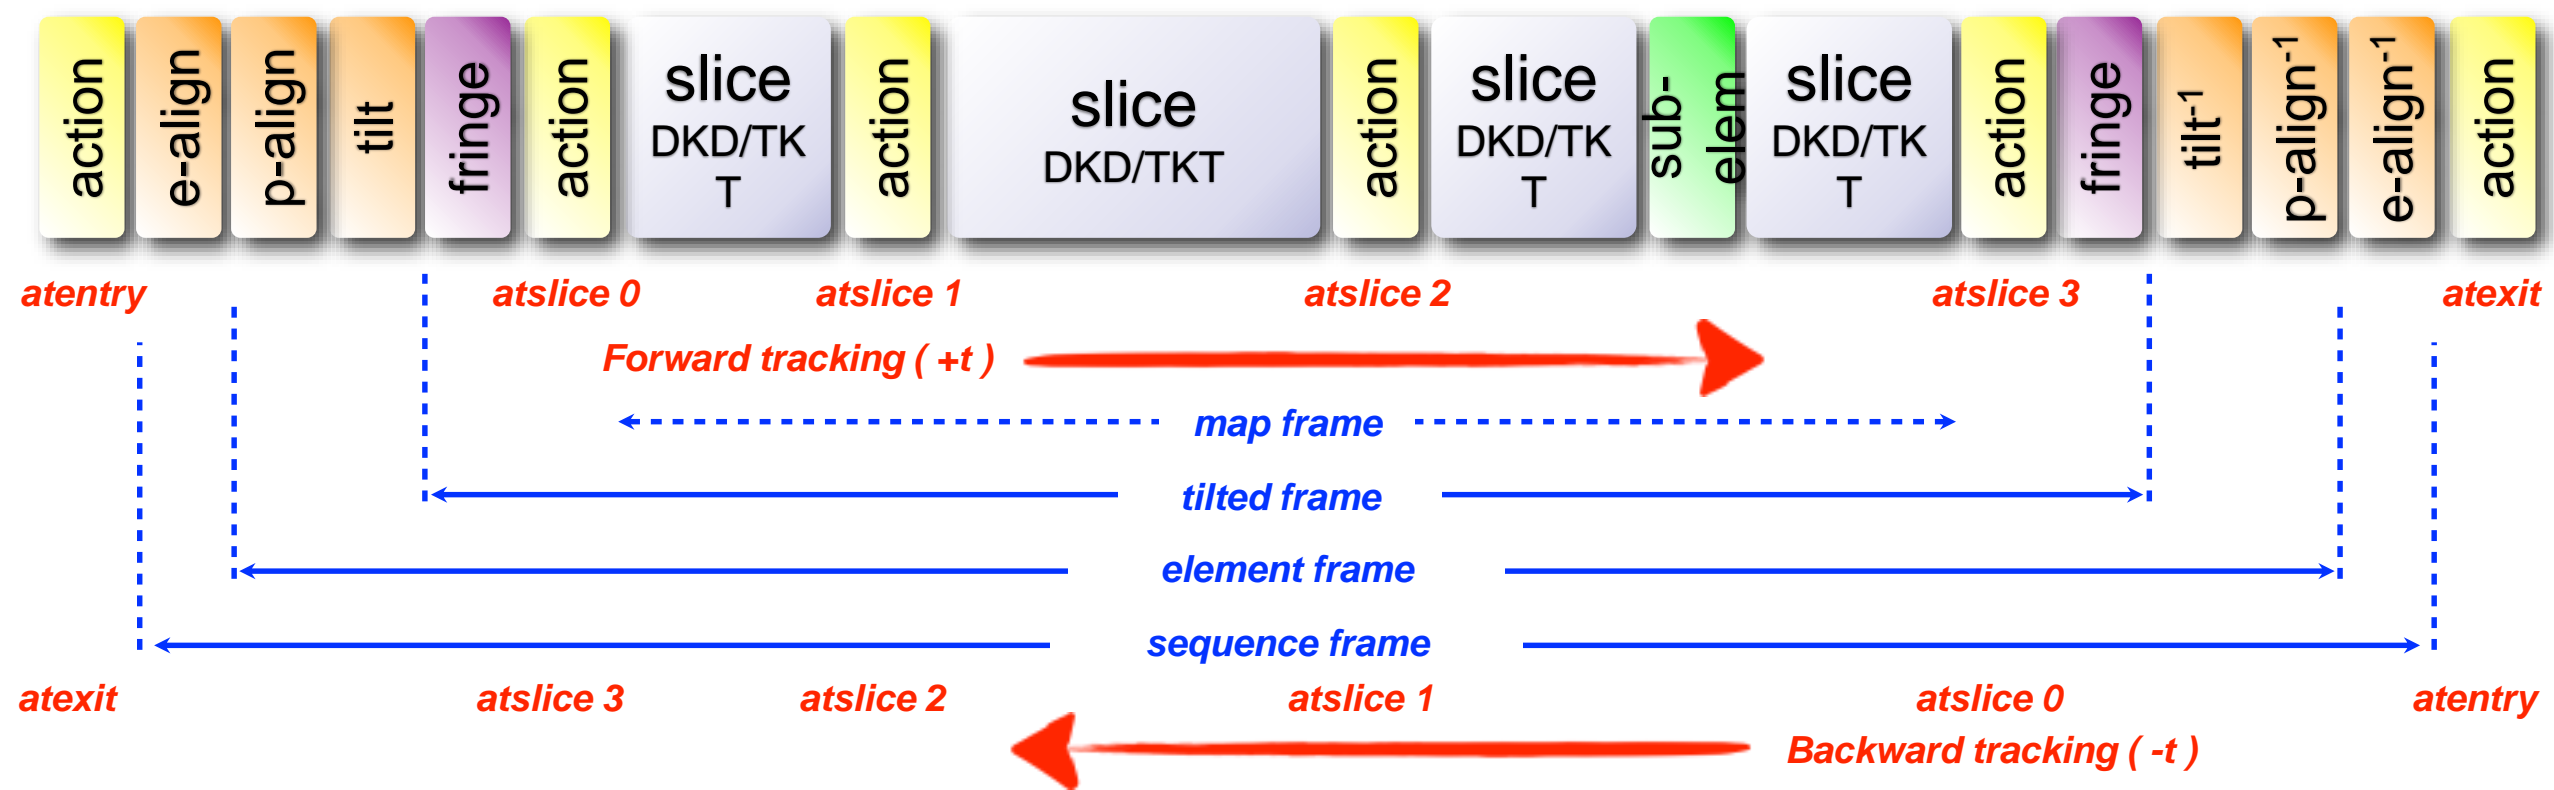 action
e-align
p-align
tilt
fringe
action
slice
DKD/TK
T
action
slice
DKD/TKT
action
slice
DKD/TK
T
sub-
elem
slice
DKD/TK
T
action
fringe
tilt-1
p-align-1
e-align-1
action
atentry
atslice 0
atslice 1
atslice 2
atslice 3
atexit
Forward tracking ( +t )
map frame
tilted frame
element frame
sequence frame
atexit
atslice 3
atslice 2
atslice 1
atslice 0
atentry
Backward tracking ( -t )